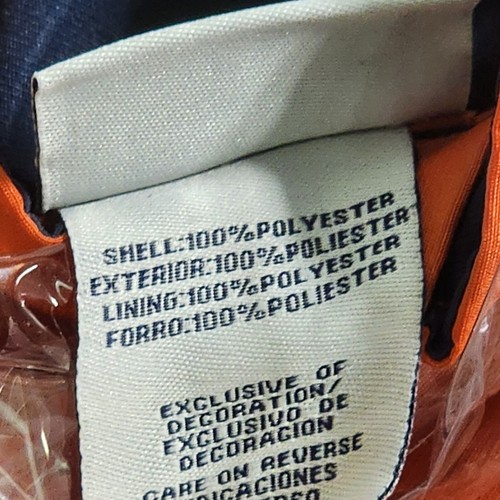 SHELL:100%POLYESTER
EXTERIOR:100%POLIESTER
LINING:100%POLYESTER
FORRO:100%POLIESTER
EXCLUSIVE OF
DECORATION/
EXCLUSIVO DE
DECORACION
CARE ON REVERSE